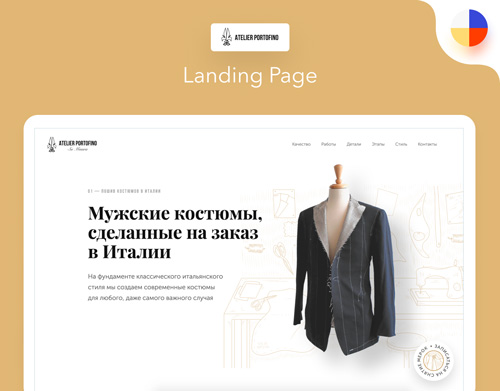 ATELIER PORTOFINO
Landing Page
ATELIER PORTOFINO
Качество Работы Детали Этапы Стиль Контакты
01 — ПОШИВ КОСТЮМОВ В ИТАЛИИ
Мужские костюмы,
сделанные на заказ
в Италии
На фундаменте классического итальянского
стиля мы создаем современные костюмы
для любого, даже самого важного случая
ЗАПИСАТЬСЯ НА СНЯТИЕ МЕРОК